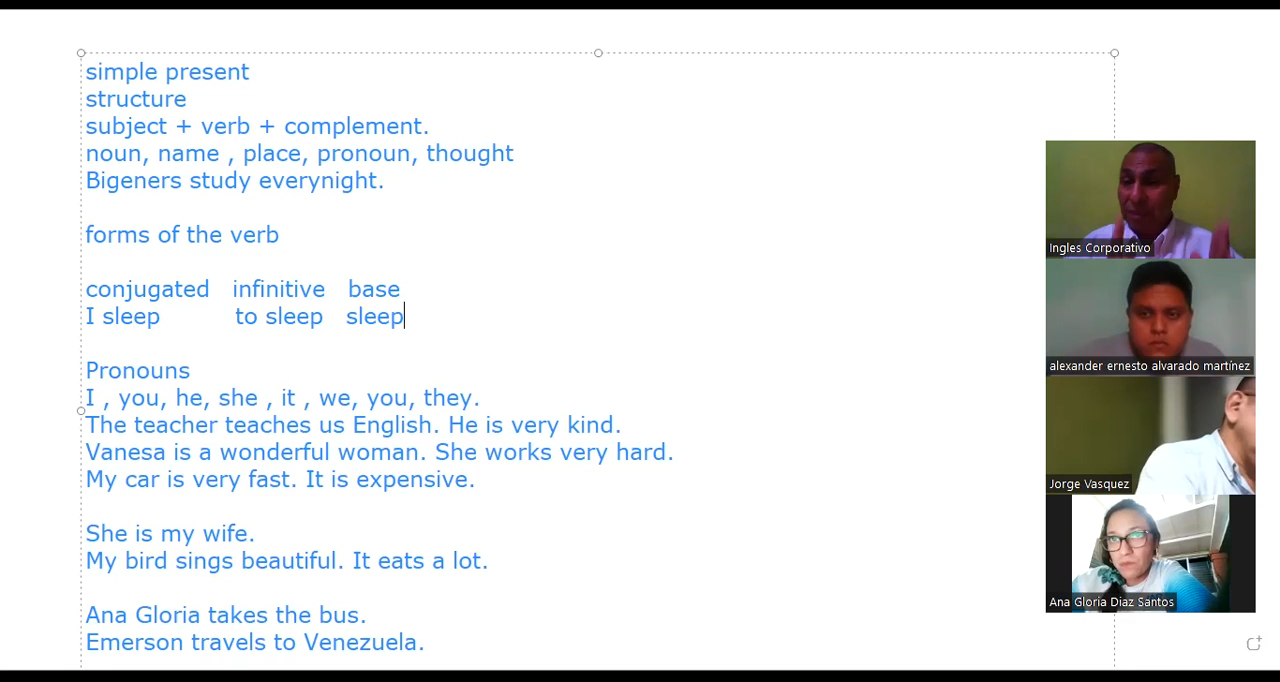 simple present
structure
subject + verb + complement.
noun, name , place, pronoun, thought
Bigeners study everynight.
forms of the verb
conjugated infinitive base
I sleep to sleep sleep
Pronouns
I , you, he, she , it , we, you, they.
The teacher teaches us English. He is very kind.
Vanesa is a wonderful woman. She works very hard.
My car is very fast. It is expensive.
She is my wife.
My bird sings beautiful. It eats a lot.
Ana Gloria takes the bus.
Emerson travels to Venezuela.
Ingles Corporativo
alexander ernesto alvarado martínez
Jorge Vasquez
Ana Gloria Diaz Santos